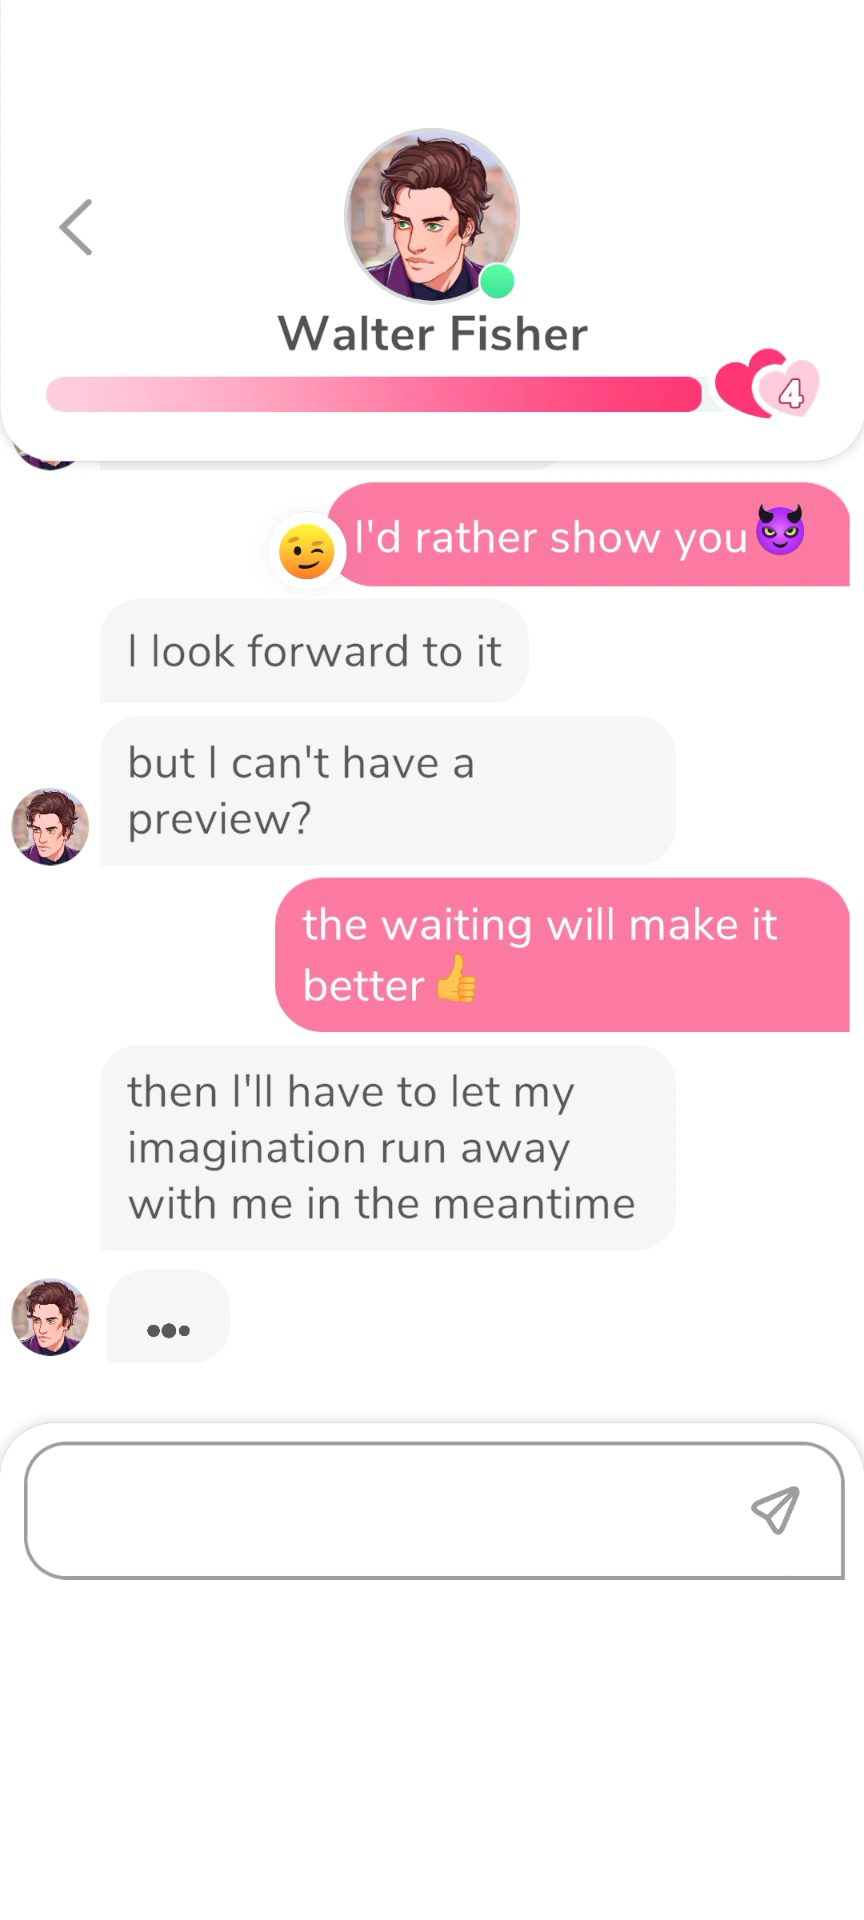 Walter Fisher
4
I'd rather show you😈
I look forward to it
but I can't have a
preview?
the waiting will make it
better👍
then I'll have to let my
imagination run away
with me in the meantime